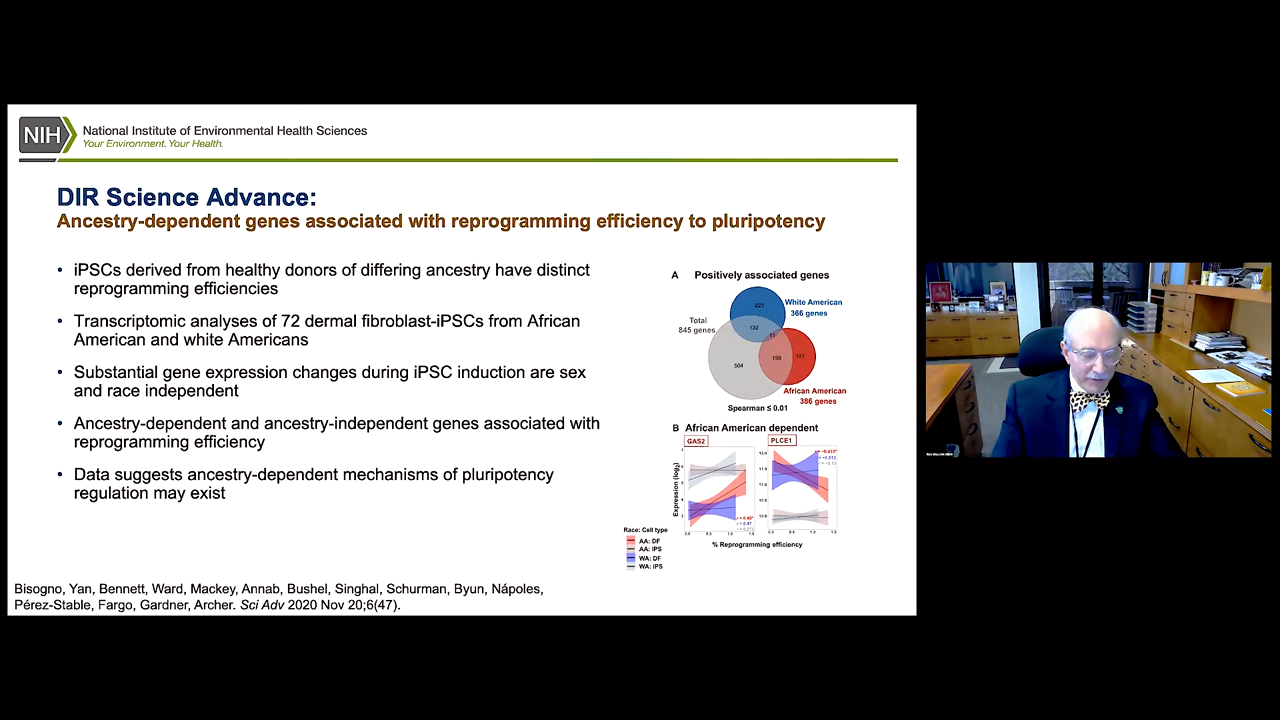 NIH
National Institute of Environmental Health Sciences
Your Environment. Your Health.
DIR Science Advance:
Ancestry-dependent genes associated with reprogramming efficiency to pluripotency
• iPSCs derived from healthy donors of differing ancestry have distinct
reprogramming efficiencies
• Transcriptomic analyses of 72 dermal fibroblast-iPSCs from African
American and white Americans
• Substantial gene expression changes during iPSC induction are sex
and race independent
• Ancestry-dependent and ancestry-independent genes associated with
reprogramming efficiency
• Data suggests ancestry-dependent mechanisms of pluripotency
regulation may exist
A Positively associated genes
White American
366 genes
Total
845 genes
223
132
11
504
198
177
African American
386 genes
Spearman ≤ 0.01
B African American dependent
GAS2
PLCE1
Expression (log2)
% Reprogramming efficiency
Race: Cell type
AA: DF
AA: iPS
WA: DF
WA: iPS
Bisogno, Yan, Bennett, Ward, Mackey, Annab, Bushel, Singhal, Schurman, Byun, Nápoles,
Pérez-Stable, Fargo, Gardner, Archer. Sci Adv 2020 Nov 20;6(47).